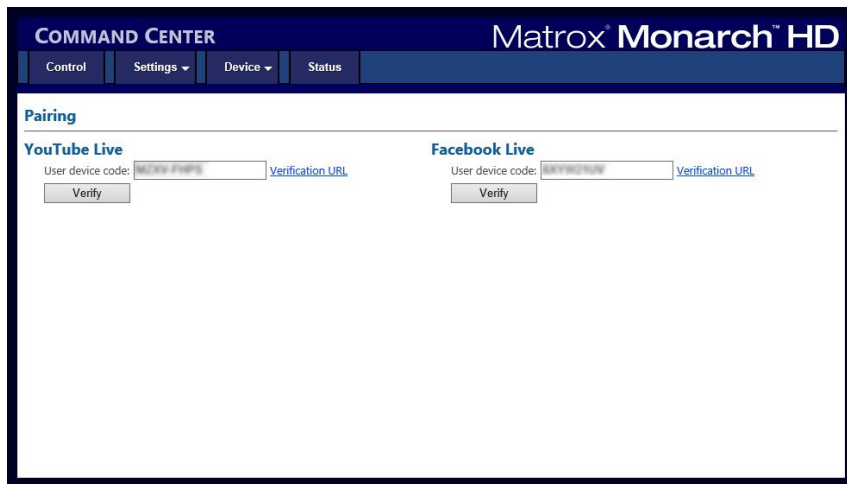 COMMAND CENTER
Matrox® Monarch™ HD
Control Settings Device Status
Pairing
YouTube Live
User device code: Verification URL
Verify
Facebook Live
User device code: Verification URL
Verify